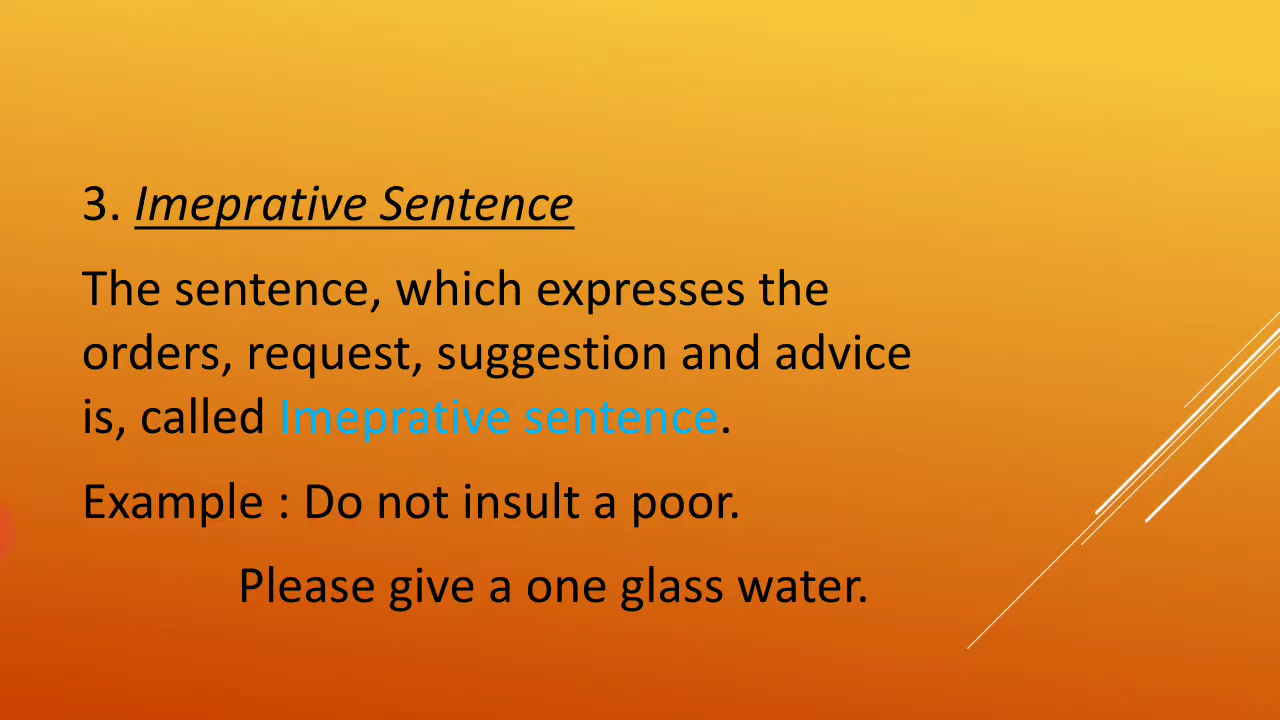 3. Imeprative Sentence
The sentence, which expresses the
orders, request, suggestion and advice
is, called Imeprative sentence.
Example : Do not insult a poor.
Please give a one glass water.